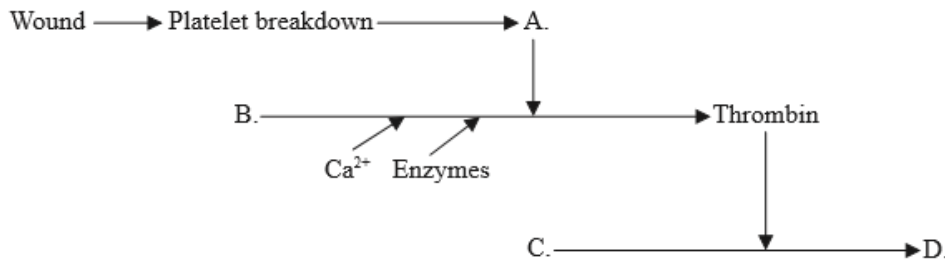 Wound Platelet breakdown A.
B. Thrombin
Ca²⁺ Enzymes
C. D.